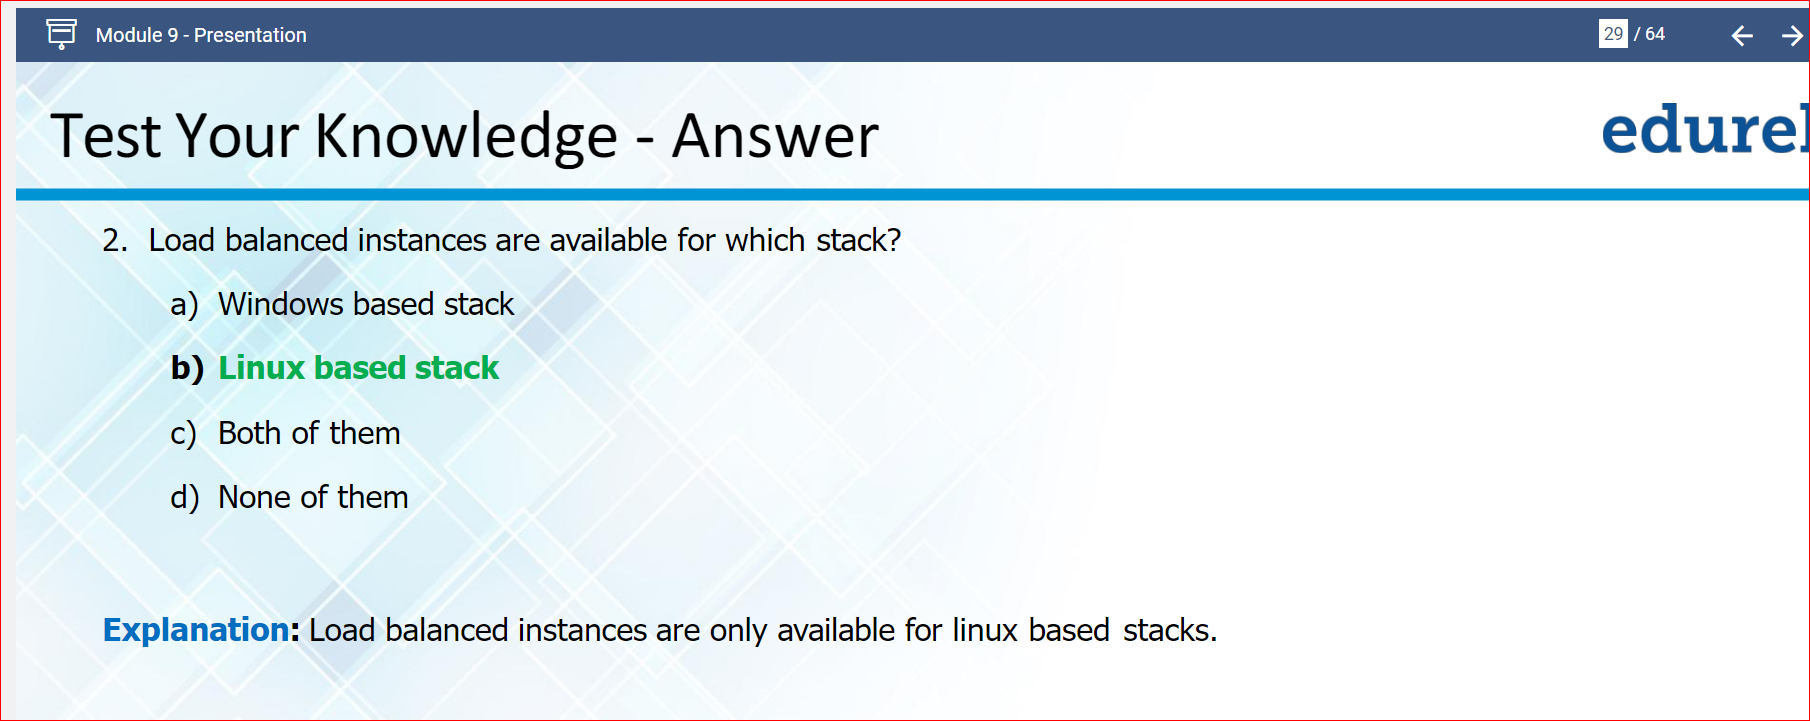 Module 9 - Presentation
29 / 64
Test Your Knowledge - Answer
2. Load balanced instances are available for which stack?
a) Windows based stack
b) Linux based stack
c) Both of them
d) None of them
Explanation: Load balanced instances are only available for linux based stacks.